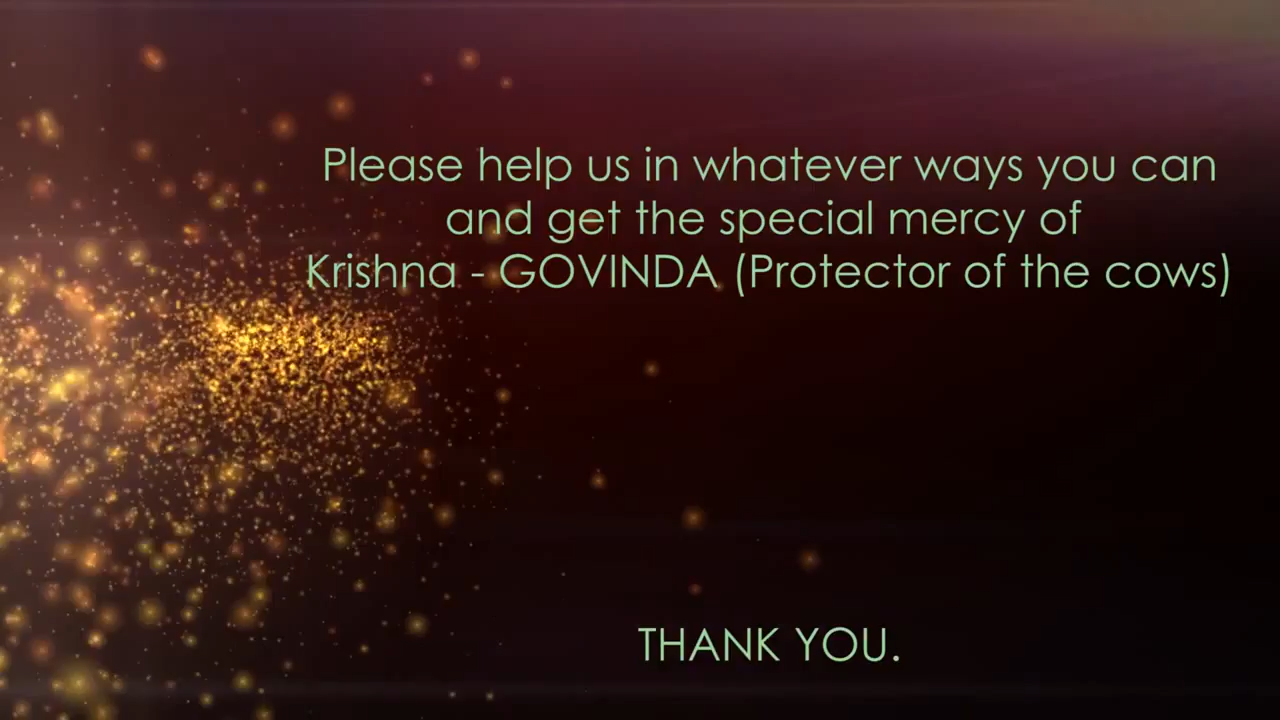 Please help us in whatever ways you can
and get the special mercy of
Krishna - GOVINDA (Protector of the cows)
THANK YOU.